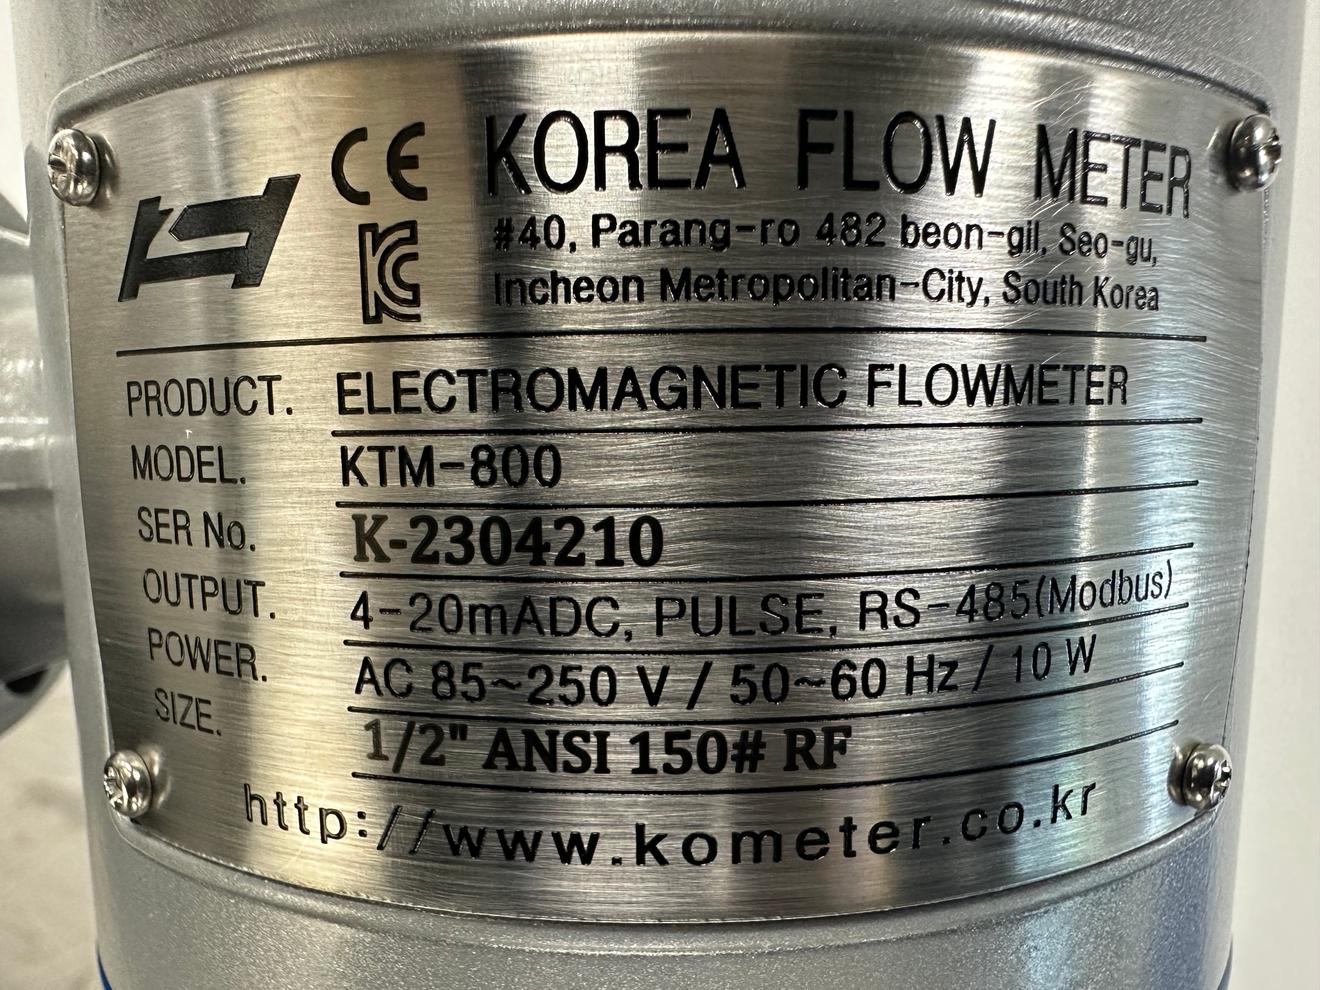 CE KOREA FLOW METER
KC #40, Parang-ro 482 beon-gil, Seo-gu,
Incheon Metropolitan-City, South Korea
PRODUCT. ELECTROMAGNETIC FLOWMETER
MODEL. KTM-800
SER No. K-2304210
OUTPUT. 4-20mADC, PULSE, RS-485(Modbus)
POWER. AC 85~250 V / 50~60 Hz / 10 W
SIZE. 1/2" ANSI 150# RF
http://www.kometer.co.kr